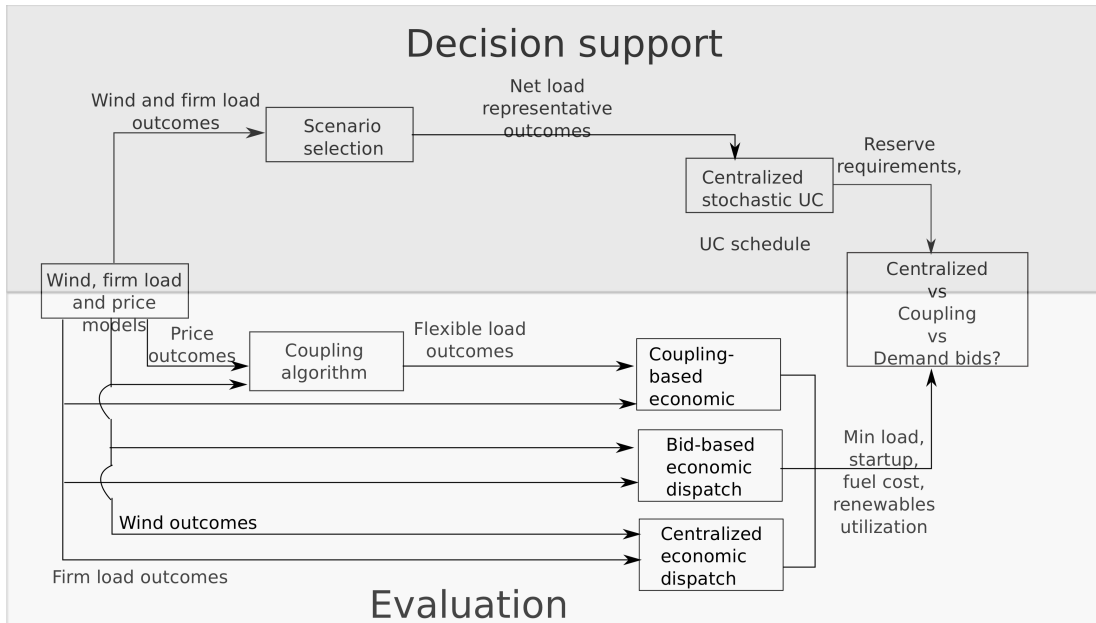 Decision support
Net load
representative
outcomes
Wind and firm load
outcomes
Scenario
selection
Reserve
requirements,
Centralized
stochastic UC
UC schedule
Wind, firm load
and price
models
Centralized
vs
Coupling
vs
Demand bids?
Price
outcomes
Coupling
algorithm
Flexible load
outcomes
Coupling-
based
economic
Bid-based
economic
dispatch
Min load,
startup,
fuel cost,
renewables
utilization
Wind outcomes
Centralized
economic
dispatch
Firm load outcomes
Evaluation